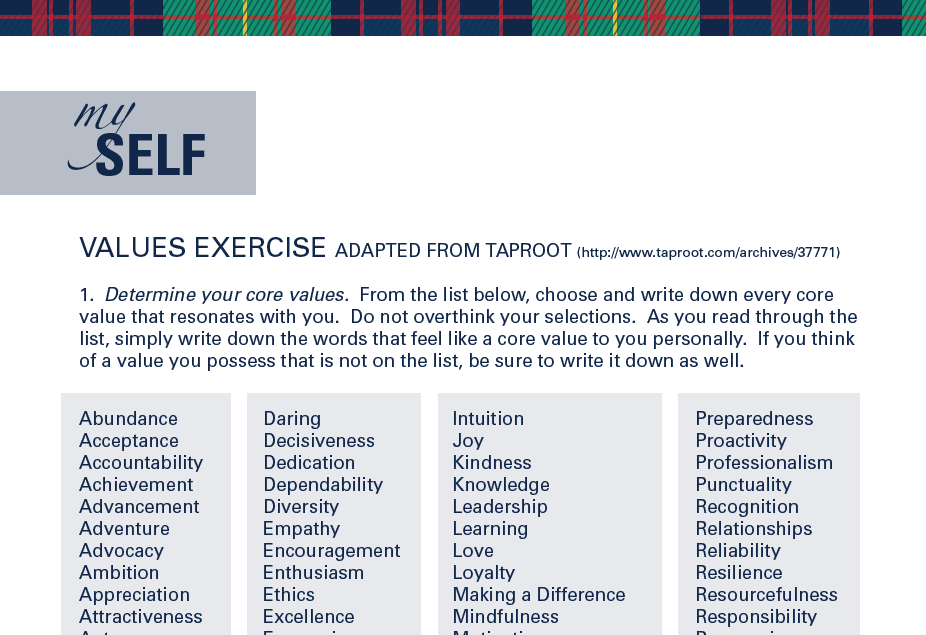 my
SELF
VALUES EXERCISE ADAPTED FROM TAPROOT (http://www.taproot.com/archives/37771)
1. Determine your core values. From the list below, choose and write down every core
value that resonates with you. Do not overthink your selections. As you read through the
list, simply write down the words that feel like a core value to you personally. If you think
of a value you possess that is not on the list, be sure to write it down as well.
Abundance
Acceptance
Accountability
Achievement
Advancement
Adventure
Advocacy
Ambition
Appreciation
Attractiveness
Daring
Decisiveness
Dedication
Dependability
Diversity
Empathy
Encouragement
Enthusiasm
Ethics
Excellence
Intuition
Joy
Kindness
Knowledge
Leadership
Learning
Love
Loyalty
Making a Difference
Mindfulness
Preparedness
Proactivity
Professionalism
Punctuality
Recognition
Relationships
Reliability
Resilience
Resourcefulness
Responsibility